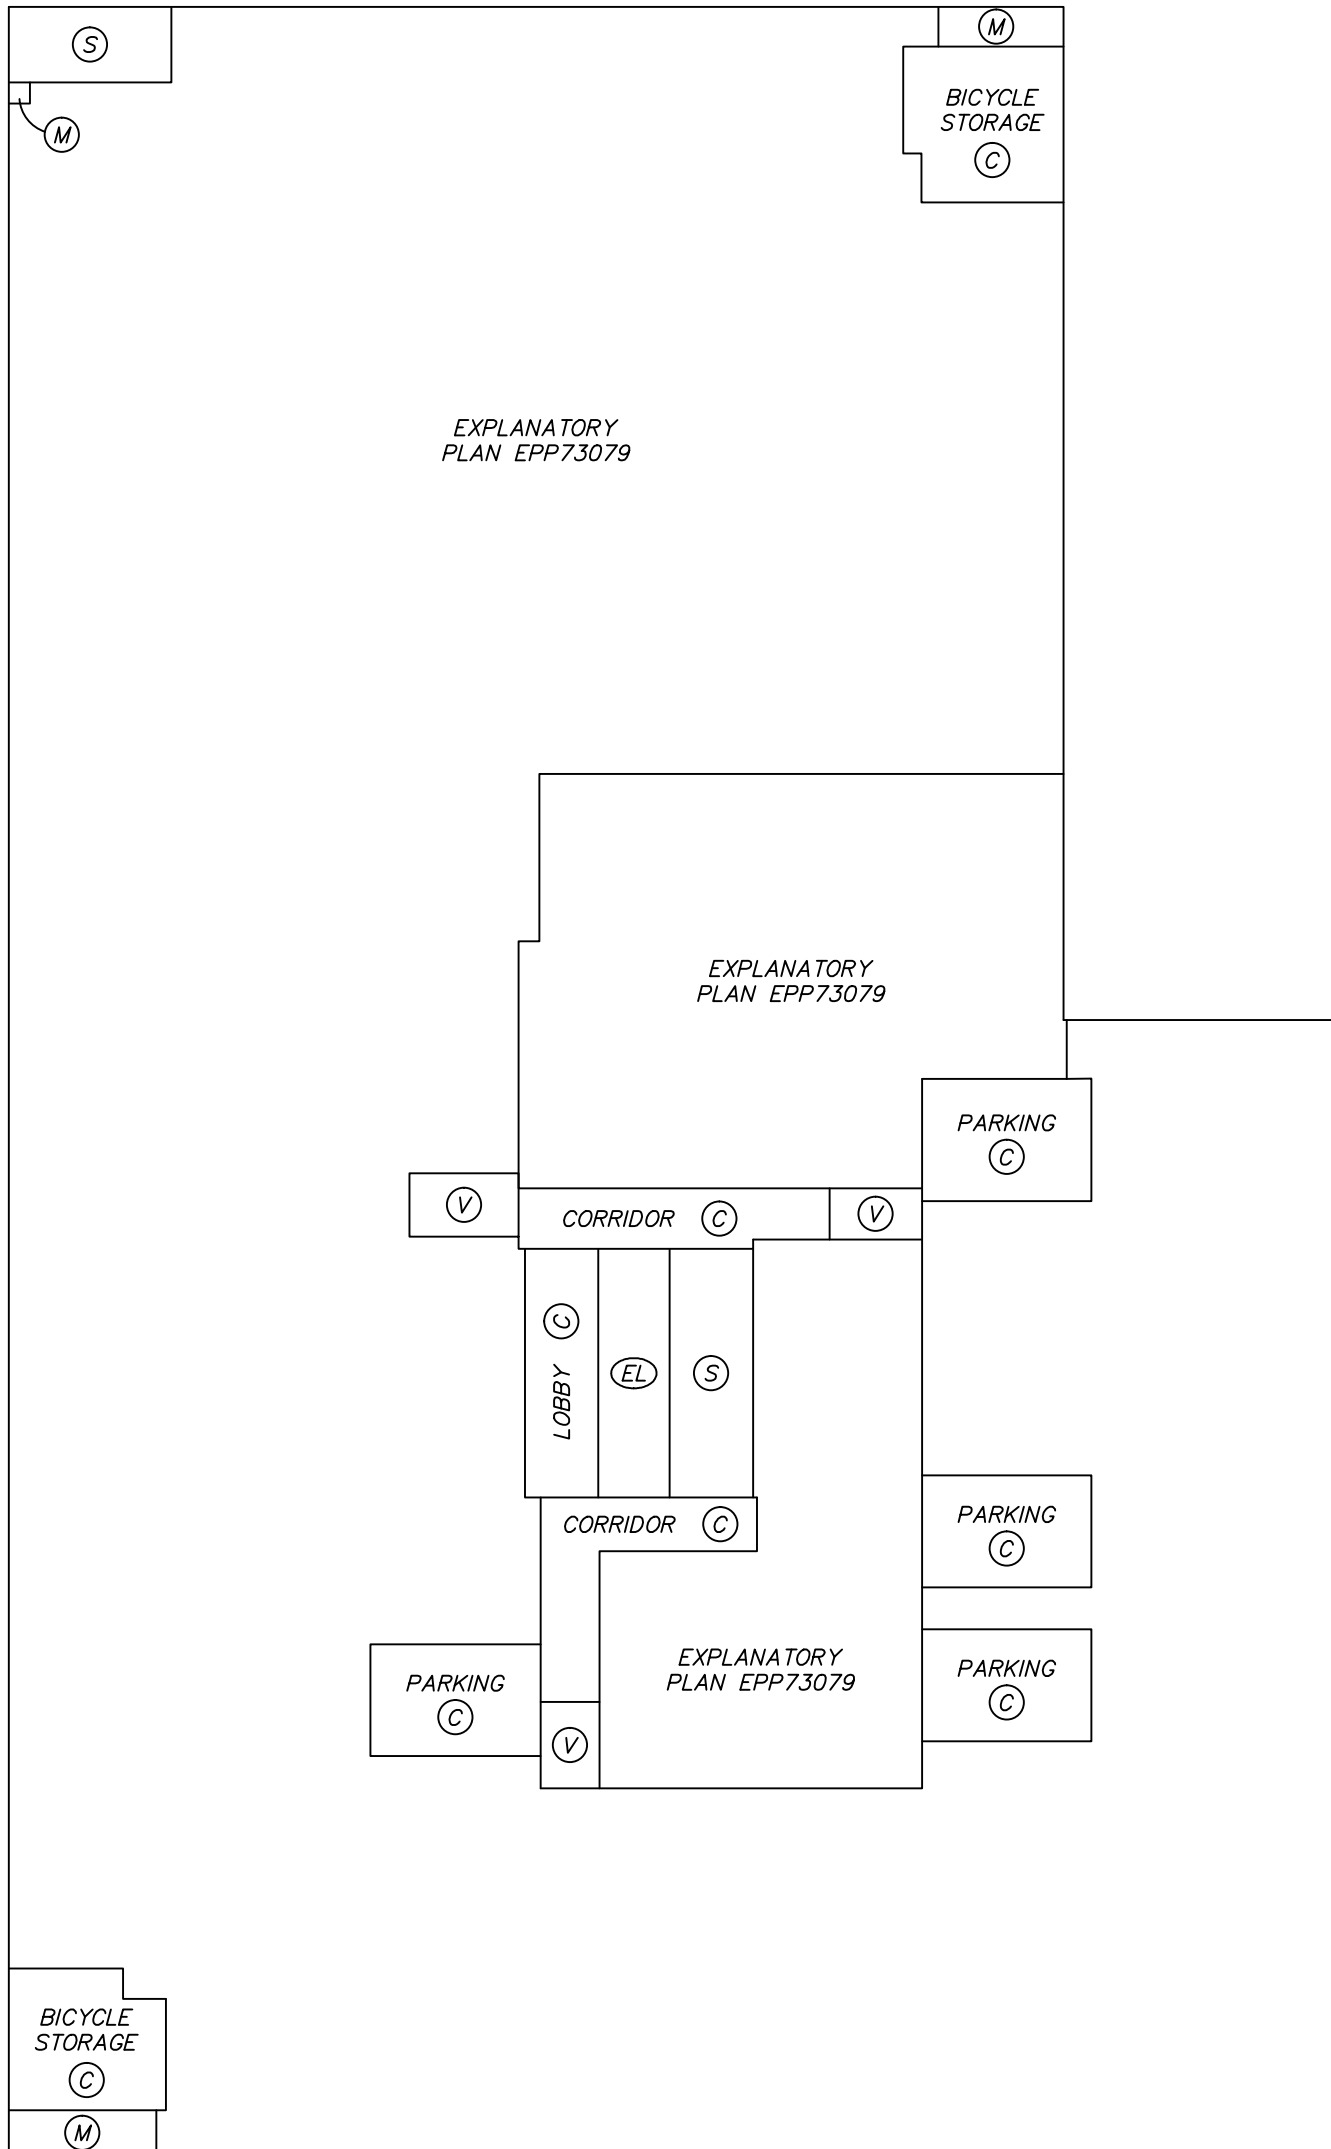 S
M
M
BICYCLE
STORAGE
C
EXPLANATORY
PLAN EPP73079
EXPLANATORY
PLAN EPP73079
PARKING
C
V
CORRIDOR C
V
LOBBY C
EL
S
CORRIDOR C
PARKING
C
EXPLANATORY
PLAN EPP73079
PARKING
C
PARKING
C
V
BICYCLE
STORAGE
C
M